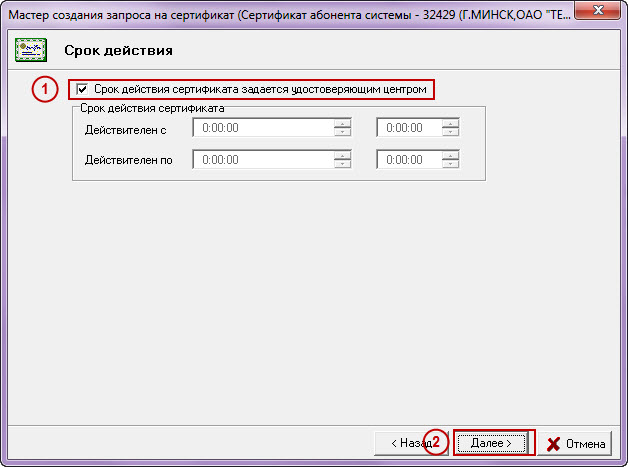 Мастер создания запроса на сертификат (Сертификат абонента системы - 32429 (Г.МИНСК,ОАО "ТЕ...
Срок действия
1 Срок действия сертификата задается удостоверяющим центром
Срок действия сертификата
Действителен с 0:00:00 0:00:00
Действителен по 0:00:00 0:00:00
< Назад 2 Далее > Отмена